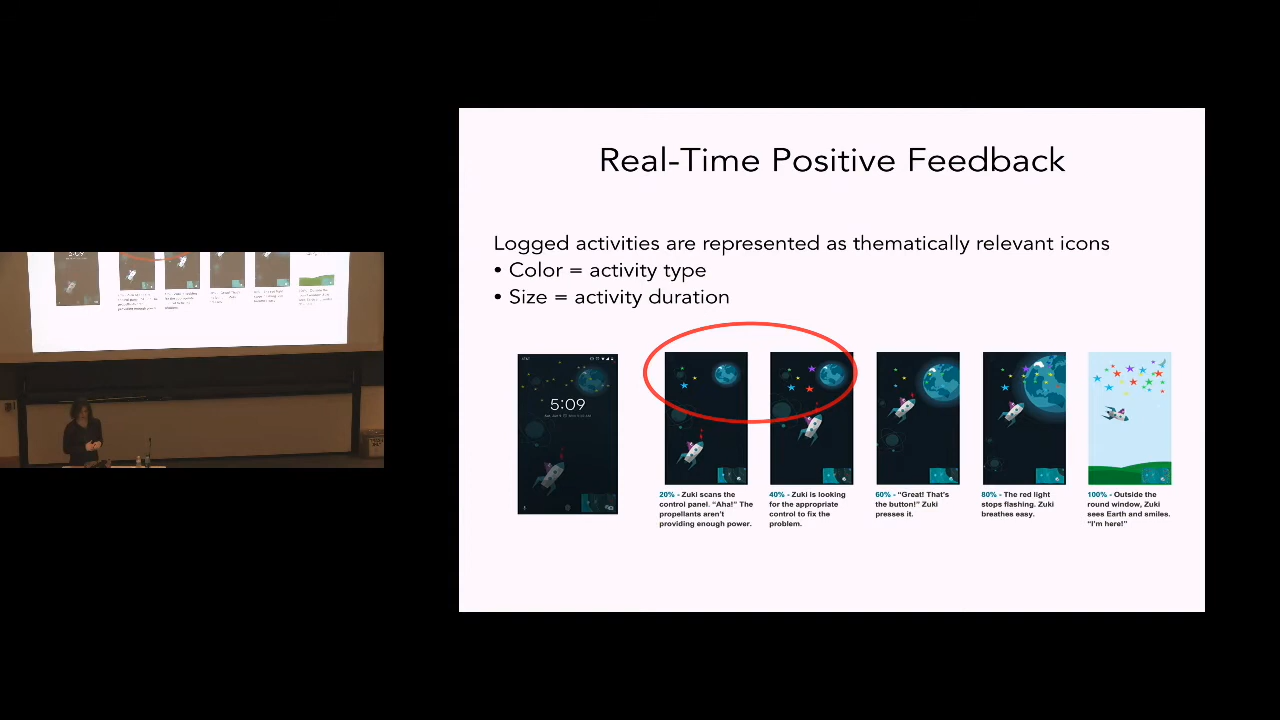 Real-Time Positive Feedback
Logged activities are represented as thematically relevant icons
• Color = activity type
• Size = activity duration
5:09
20% - Zuki scans the
control panel. “Aha!” The
propellants aren’t
providing enough power.
40% - Zuki is looking
for the appropriate
control to fix the
problem.
60% - “Great! That’s
the button!” Zuki
presses it.
80% - The red light
stops flashing. Zuki
breathes easy.
100% - Outside the
round window, Zuki
sees Earth and smiles.
“I’m here!”